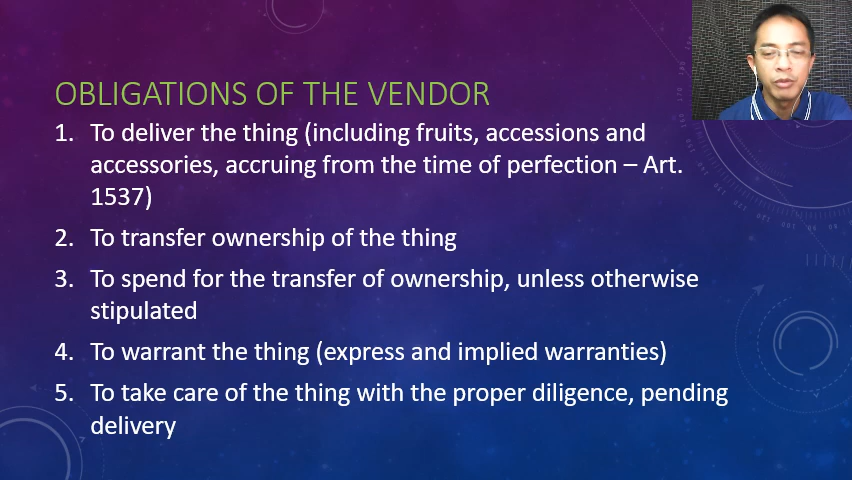 OBLIGATIONS OF THE VENDOR
1. To deliver the thing (including fruits, accessions and
accessories, accruing from the time of perfection – Art.
1537)
2. To transfer ownership of the thing
3. To spend for the transfer of ownership, unless otherwise
stipulated
4. To warrant the thing (express and implied warranties)
5. To take care of the thing with the proper diligence, pending
delivery